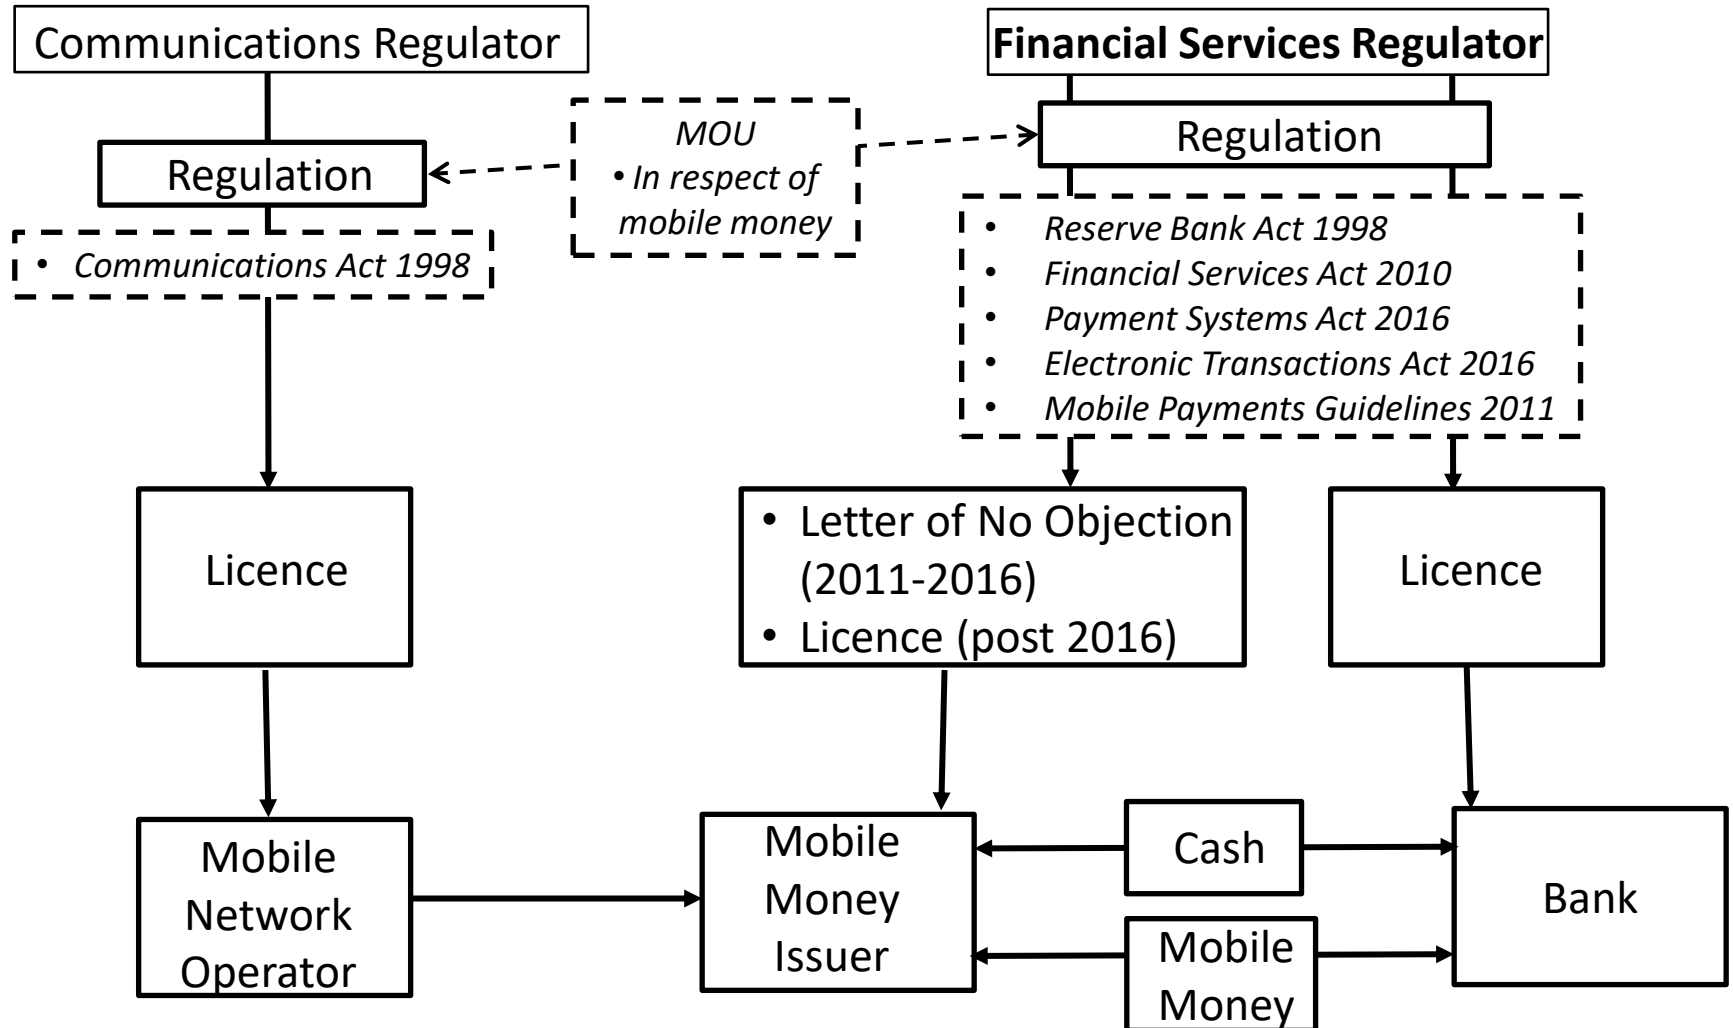 Communications Regulator
Financial Services Regulator
Regulation
MOU
• In respect of
mobile money
Regulation
• Communications Act 1998
• Reserve Bank Act 1998
• Financial Services Act 2010
• Payment Systems Act 2016
• Electronic Transactions Act 2016
• Mobile Payments Guidelines 2011
Licence
• Letter of No Objection
(2011-2016)
• Licence (post 2016)
Licence
Mobile
Network
Operator
Mobile
Money
Issuer
Cash
Mobile
Money
Bank